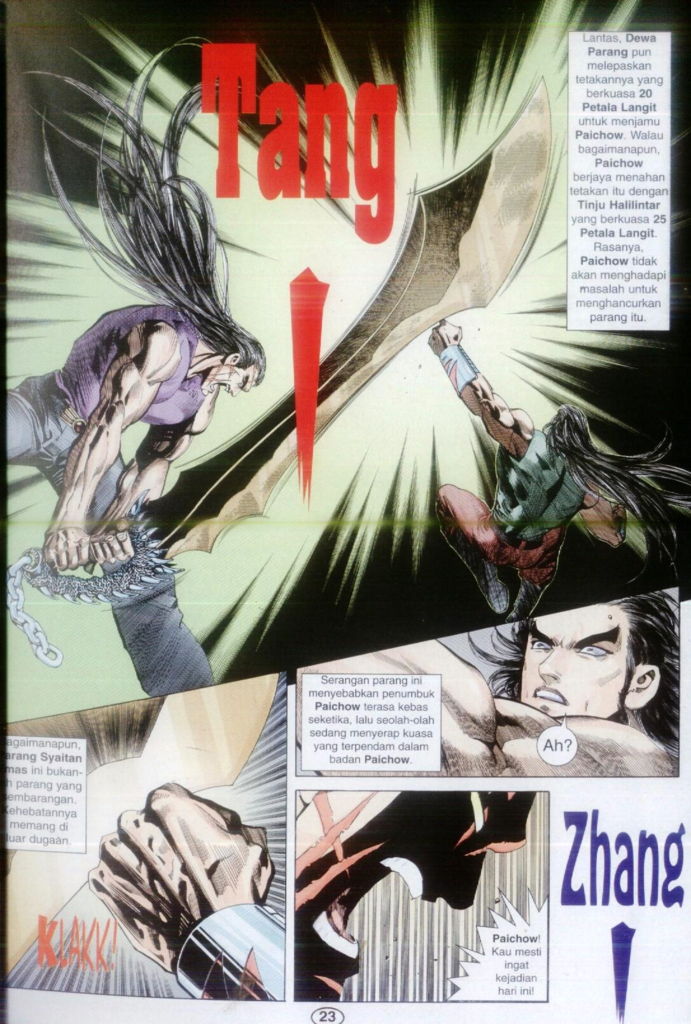 Tang
!
Lantas, Dewa
Parang pun
melepaskan
tetakannya yang
berkuasa 20
Petala Langit
untuk menjamu
Paichow. Walau
bagaimanapun,
Paichow
berjaya menahan
tetakan itu dengan
Tinju Halilintar
yang berkuasa 25
Petala Langit.
Rasanya,
Paichow tidak
akan menghadapi
masalah untuk
menghancurkan
parang itu.
Serangan parang ini
menyebabkan penumbuk
Paichow terasa kebas
seketika, lalu seolah-olah
sedang menyerap kuasa
yang terpendam dalam
badan Paichow.
Ah?
agaimanapun,
arang Syaitan
mas ini bukan-
h parang yang
embarangan.
Kehebatannya
memang di
luar dugaan.
KLAKK!
Paichow!
Kau mesti
ingat
kejadian
hari ini!
Zhang
!
23